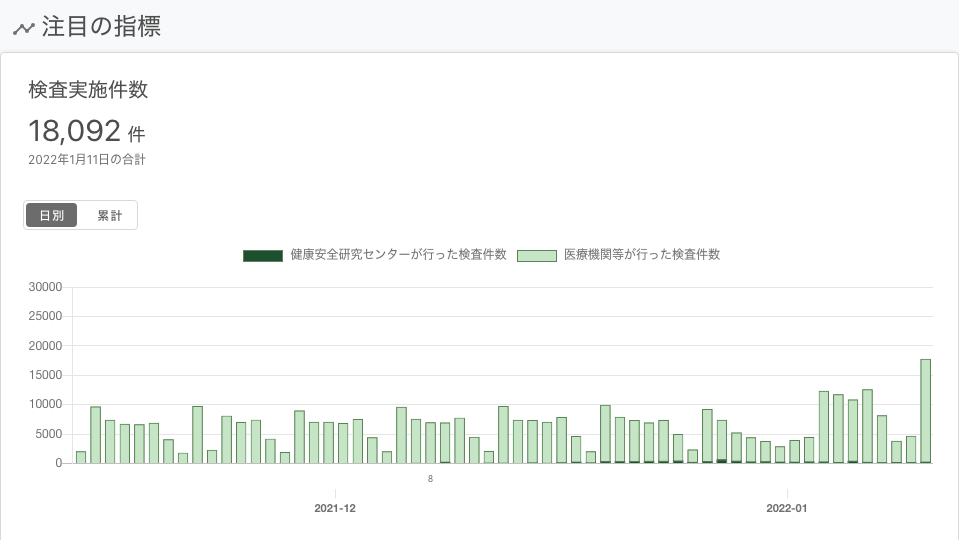 注目の指標
検査実施件数
18,092 件
2022年1月11日の合計
日別 累計
健康安全研究センターが行った検査件数 医療機関等が行った検査件数
30000
25000
20000
15000
10000
5000
0
8
2021-12 2022-01